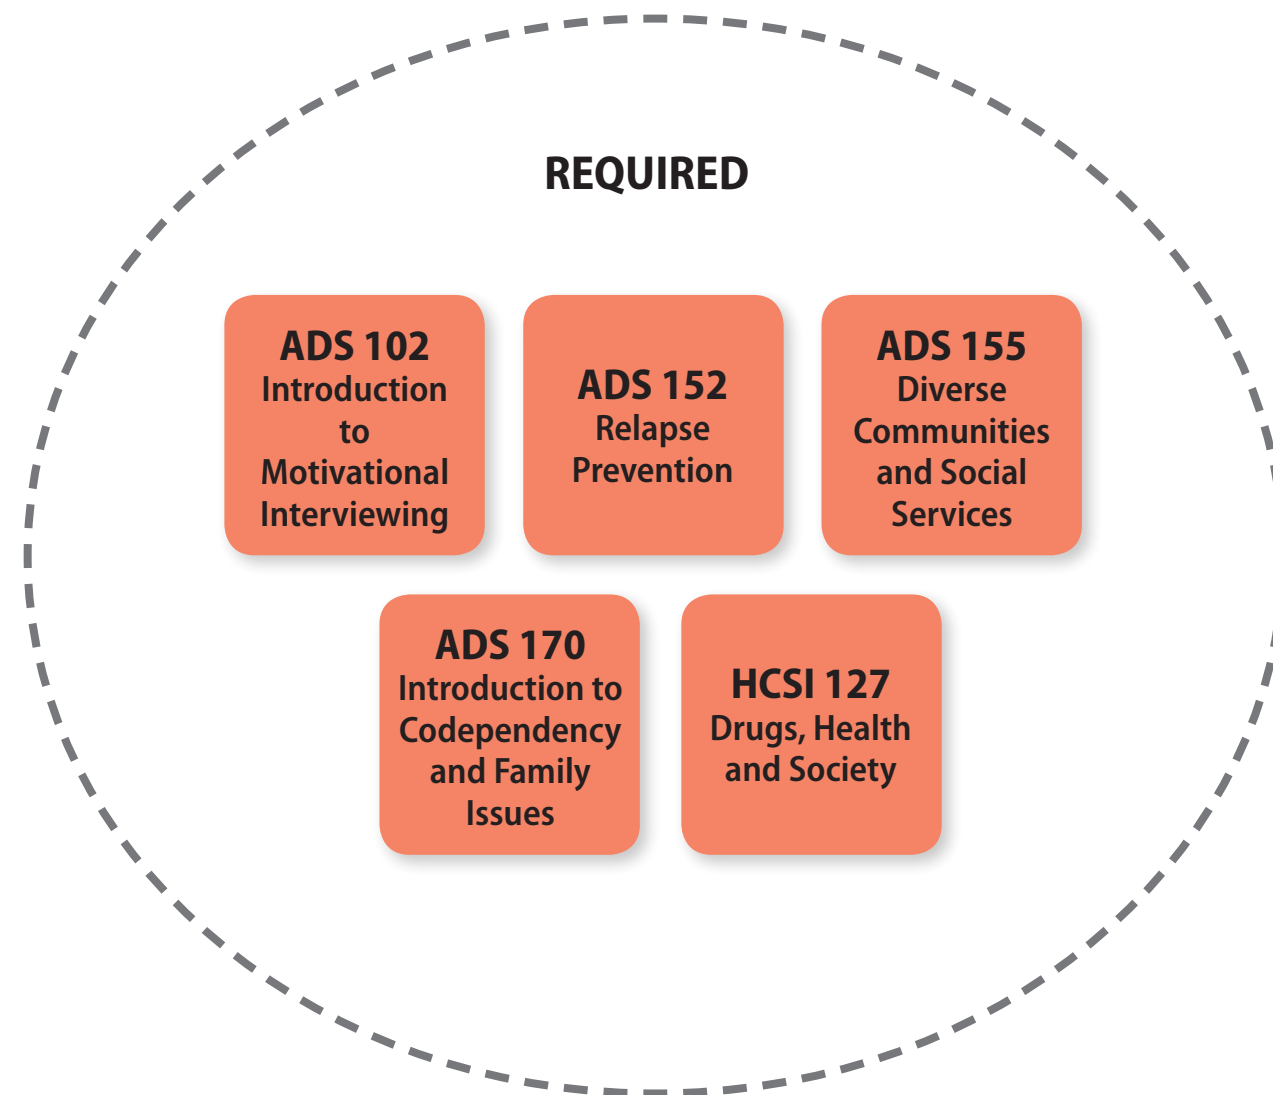 REQUIRED
ADS 102
Introduction
to
Motivational
Interviewing
ADS 152
Relapse
Prevention
ADS 155
Diverse
Communities
and Social
Services
ADS 170
Introduction to
Codependency
and Family
Issues
HCSI 127
Drugs, Health
and Society